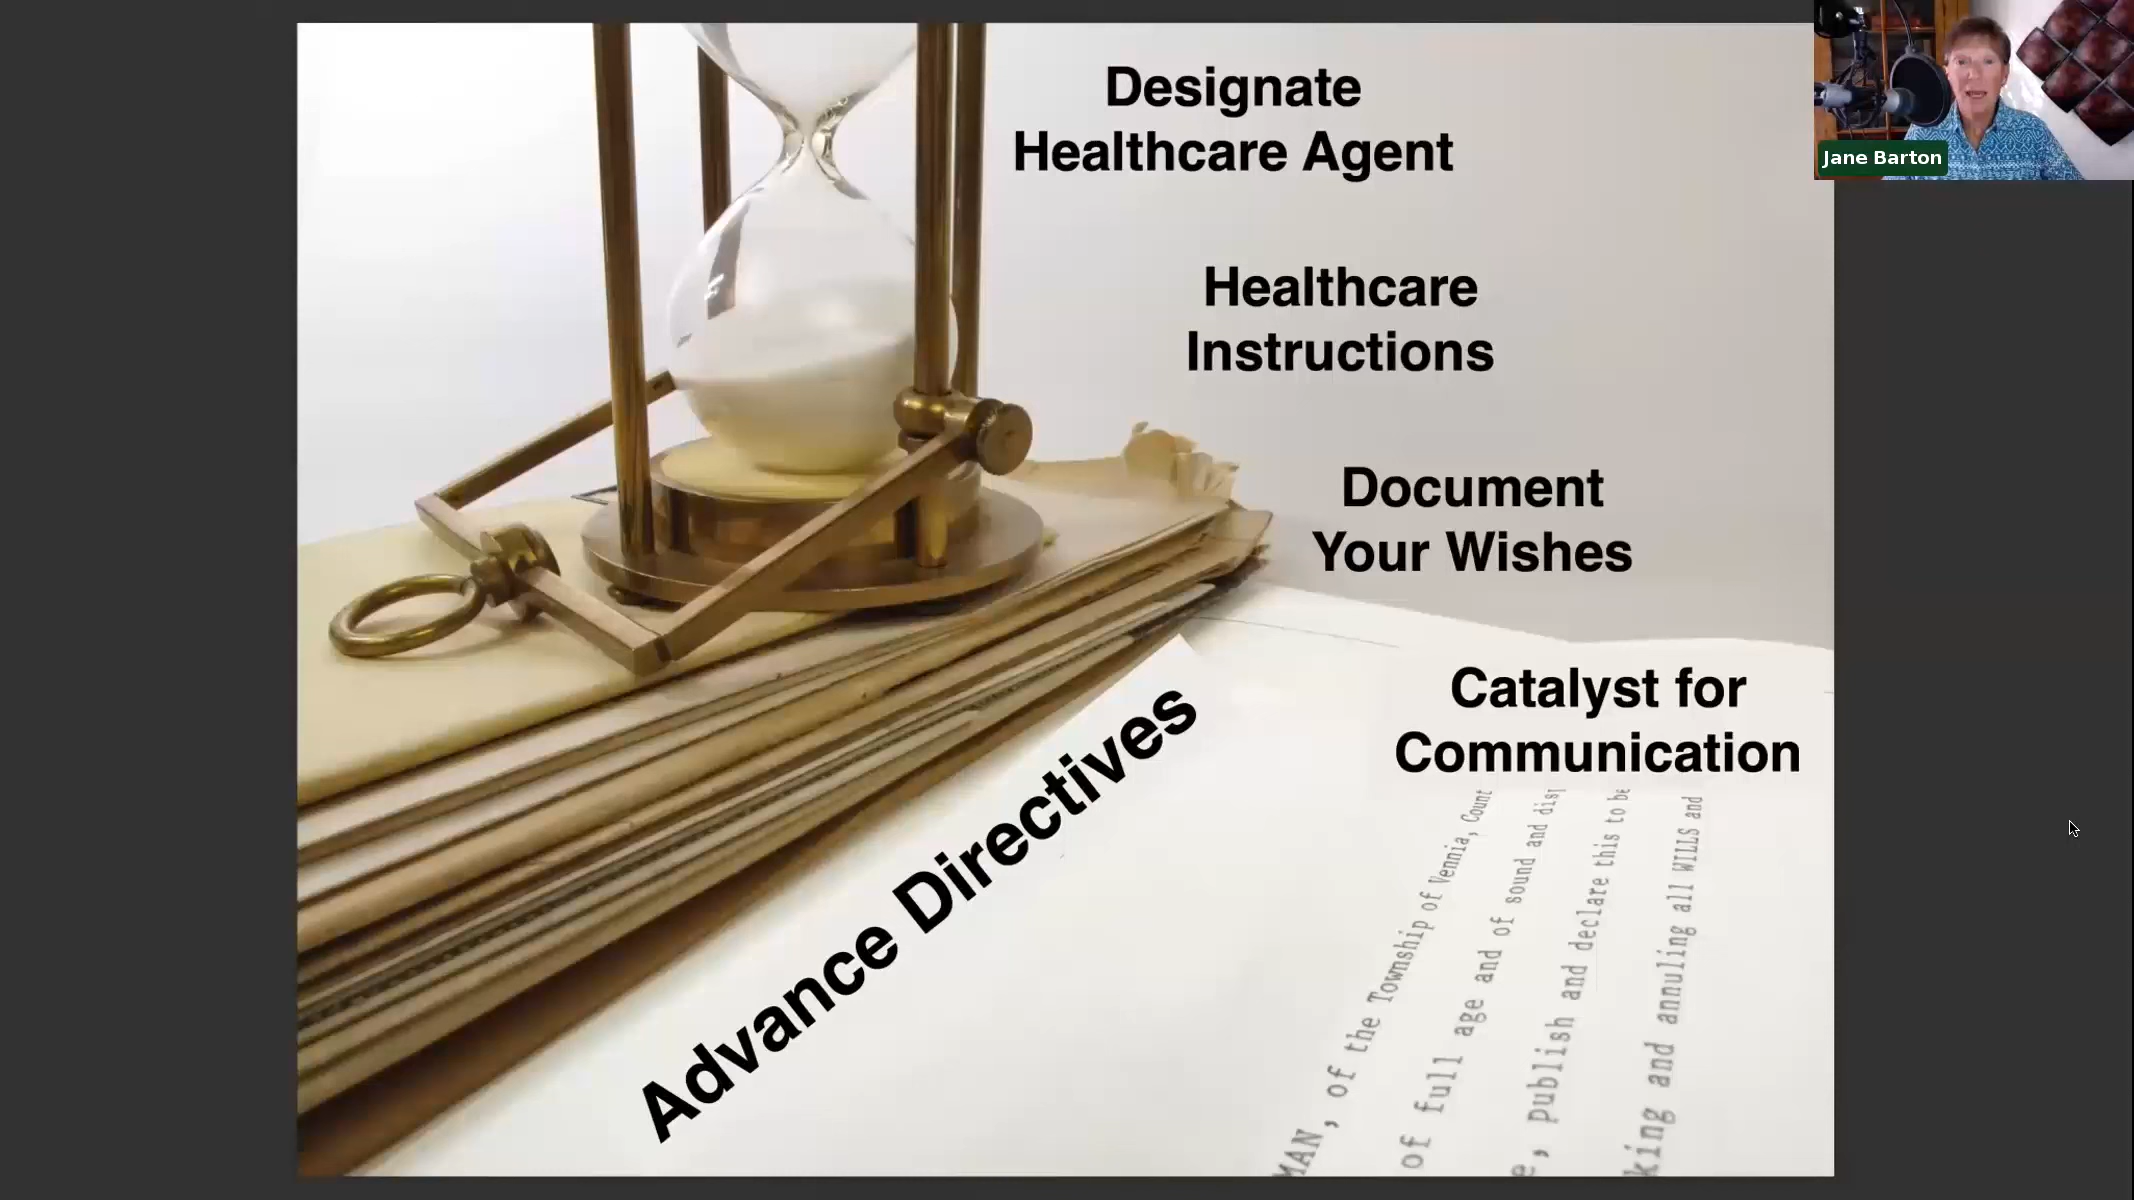 Designate
Healthcare Agent
Jane Barton
Healthcare
Instructions
Document
Your Wishes
Catalyst for
Communication
Advance Directives
MAN, of the Township of Vennia, Count
of full age and of sound and disp
e, publish and declare this to be
king and annuling all WILLS and